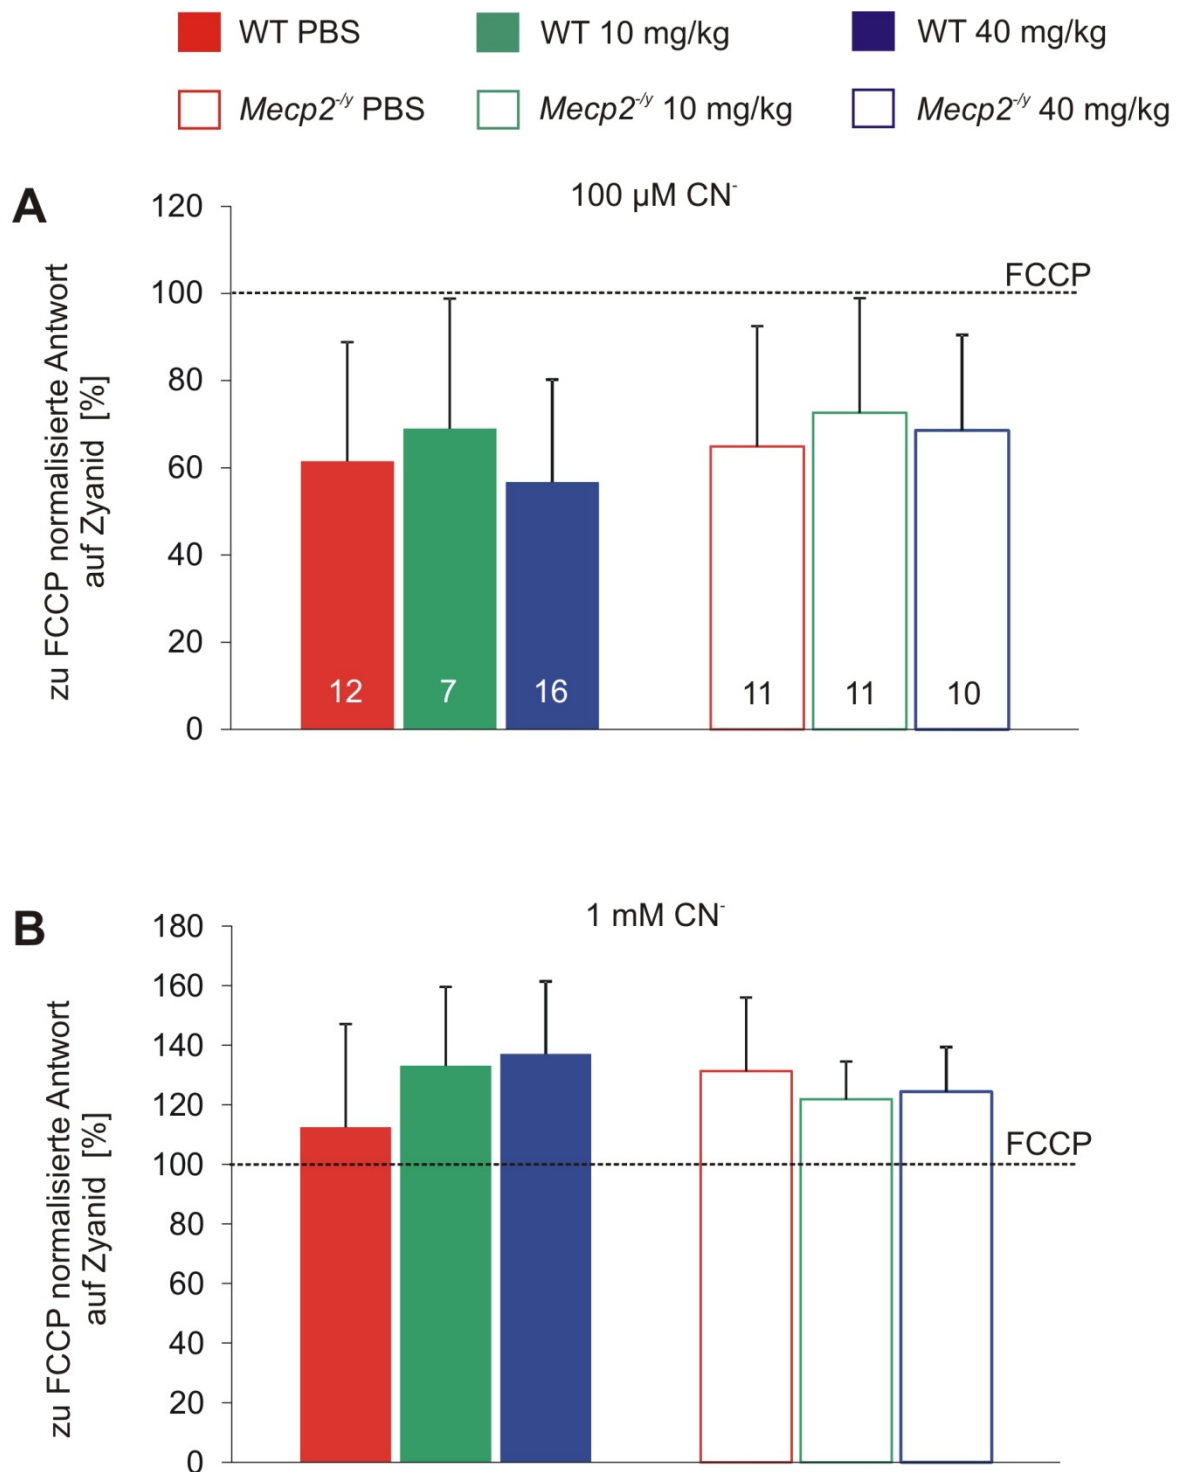 WT PBS WT 10 mg/kg WT 40 mg/kg
Mecp2-/y PBS Mecp2-/y 10 mg/kg Mecp2-/y 40 mg/kg
A
100 µM CN-
zu FCCP normalisierte Antwort
auf Zyanid [%]
120
100
80
60
40
20
0
FCCP
12 7 16 11 11 10
B
1 mM CN-
zu FCCP normalisierte Antwort
auf Zyanid [%]
180
160
140
120
100
80
60
40
20
0
FCCP